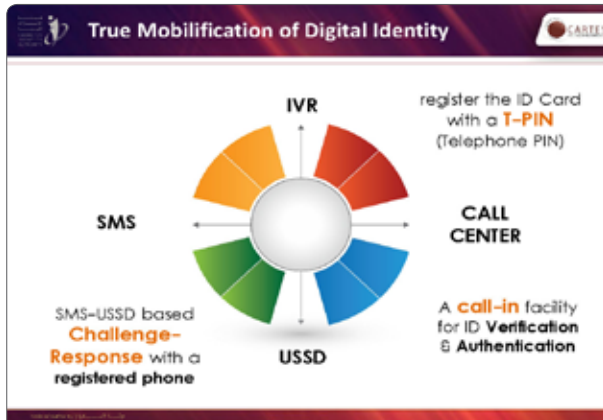 True Mobilification of Digital Identity
CARTES
IVR
register the ID Card
with a T-PIN
(Telephone PIN)
SMS
CALL
CENTER
SMS-USSD based
Challenge-
Response with a
registered phone
USSD
A call-in facility
for ID Verification
& Authentication